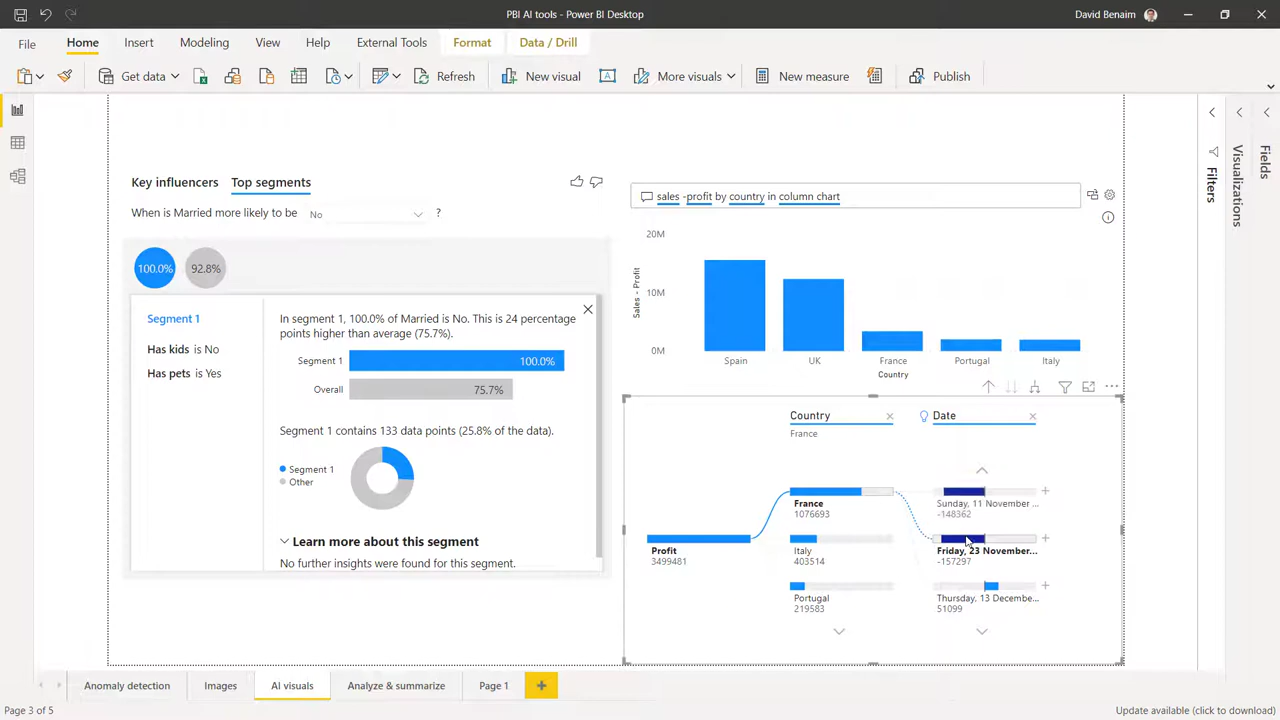 PBI AI tools - Power BI Desktop
David Benaim
File
Home
Insert
Modeling
View
Help
External Tools
Format
Data / Drill
Get data
Refresh
New visual
More visuals
New measure
Publish
Key influencers
Top segments
When is Married more likely to be
No
?
100.0%
92.8%
Segment 1
Has kids is No
Has pets is Yes
In segment 1, 100.0% of Married is No. This is 24 percentage
points higher than average (75.7%).
Segment 1
100.0%
Overall
75.7%
Segment 1 contains 133 data points (25.8% of the data).
Segment 1
Other
Learn more about this segment
No further insights were found for this segment.
sales -profit by country in column chart
20M
10M
0M
Sales - Profit
Spain
UK
France
Portugal
Italy
Country
Country
France
Date
Profit
3499481
France
1076693
Italy
403514
Portugal
219583
Sunday, 11 November ...
-148362
Friday, 23 November...
-157297
Thursday, 13 Decembe...
51099
Filters
Visualizations
Fields
Anomaly detection
Images
AI visuals
Analyze & summarize
Page 1
Page 3 of 5
Update available (click to download)